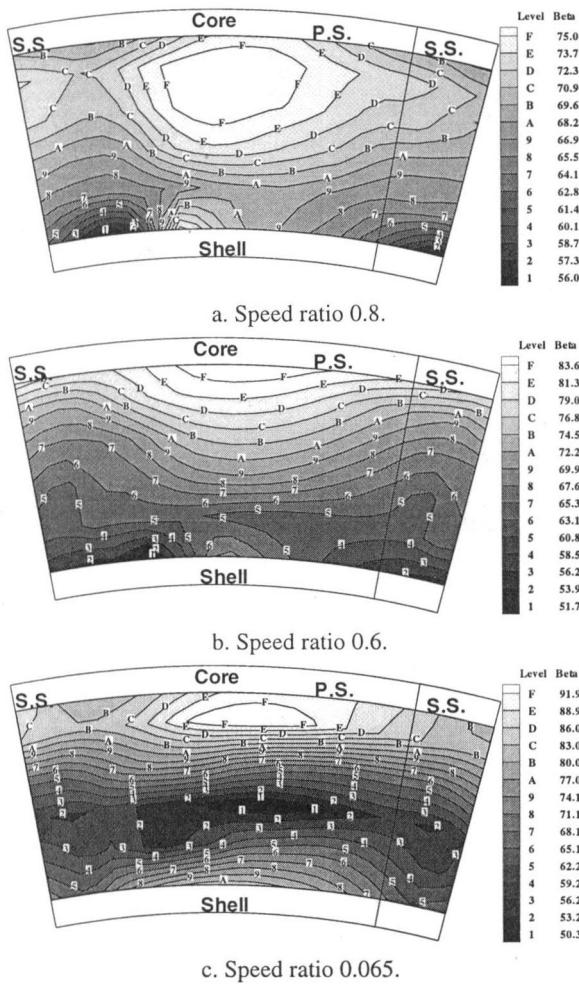 Core
P.S.
S.S.
S.S.
Shell
Level Beta
F 75.0
E 73.7
D 72.3
C 70.9
B 69.6
A 68.2
9 66.9
8 65.5
7 64.1
6 62.8
5 61.4
4 60.1
3 58.7
2 57.3
1 56.0
a. Speed ratio 0.8.
Core
P.S.
S.S.
S.S.
Shell
Level Beta
F 83.6
E 81.3
D 79.0
C 76.8
B 74.5
A 72.2
9 69.9
8 67.6
7 65.3
6 63.1
5 60.8
4 58.5
3 56.2
2 53.9
1 51.7
b. Speed ratio 0.6.
Core
P.S.
S.S.
S.S.
Shell
Level Beta
F 91.9
E 88.9
D 86.0
C 83.0
B 80.0
A 77.0
9 74.1
8 71.1
7 68.1
6 65.1
5 62.2
4 59.2
3 56.2
2 53.2
1 50.3
c. Speed ratio 0.065.